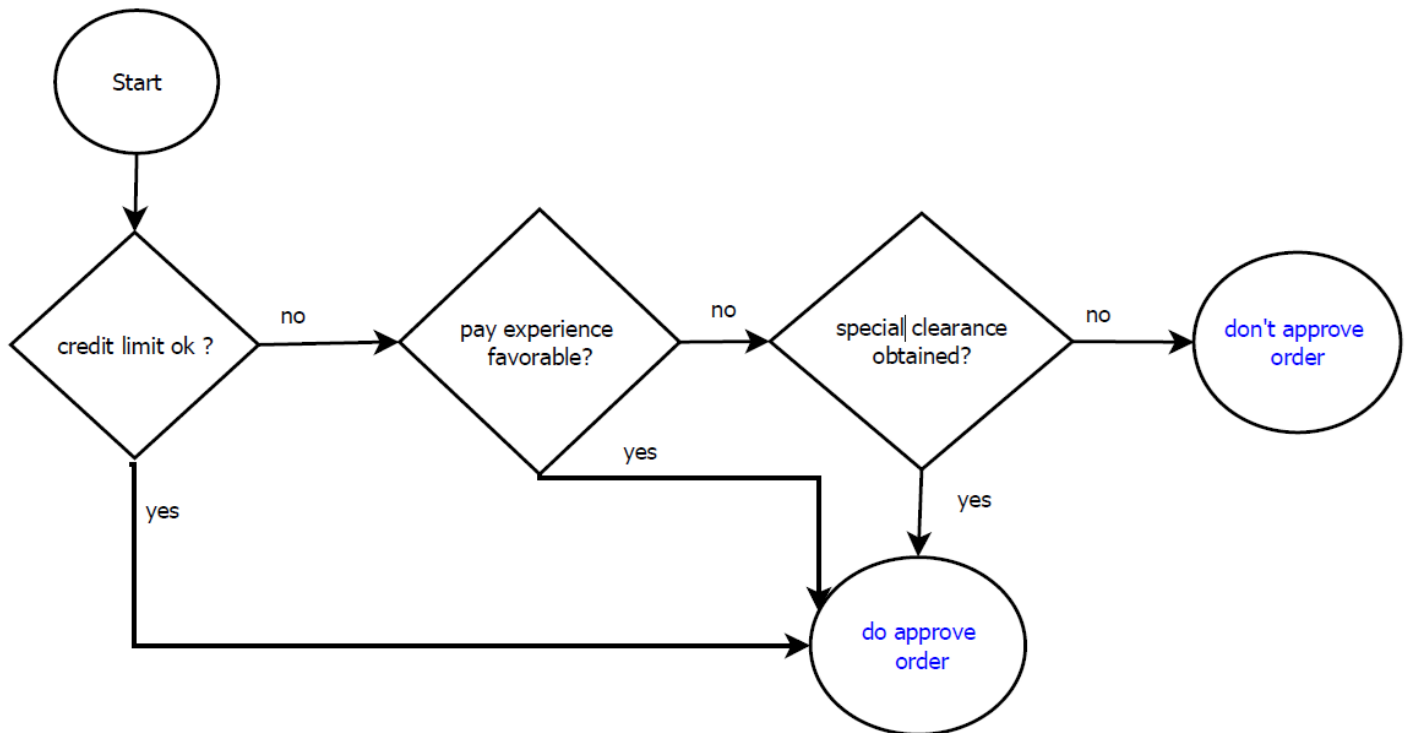 Start
credit limit ok ?
no
pay experience
favorable?
no
special clearance
obtained?
no
don't approve
order
yes
yes
yes
do approve
order